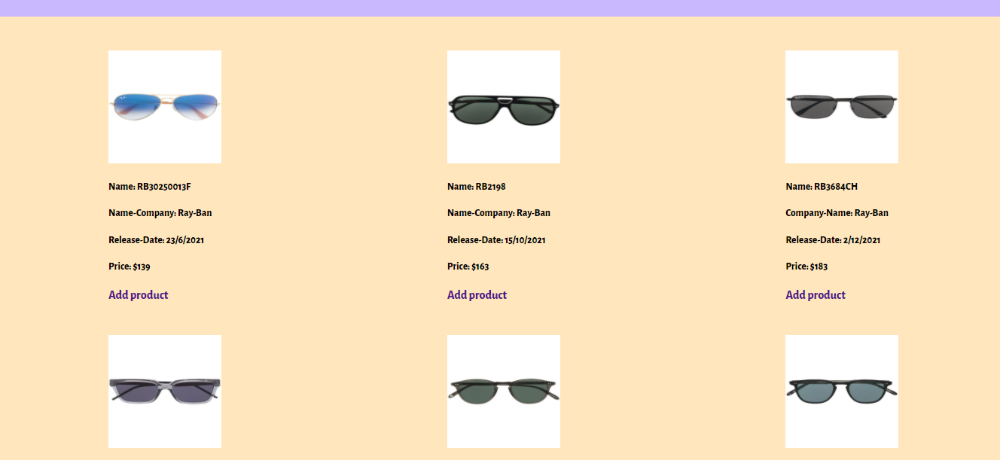 Name: RB30250013F
Name-Company: Ray-Ban
Release-Date: 23/6/2021
Price: $139
Add product
Name: RB2198
Name-Company: Ray-Ban
Release-Date: 15/10/2021
Price: $163
Add product
Name: RB3684CH
Company-Name: Ray-Ban
Release-Date: 2/12/2021
Price: $183
Add product